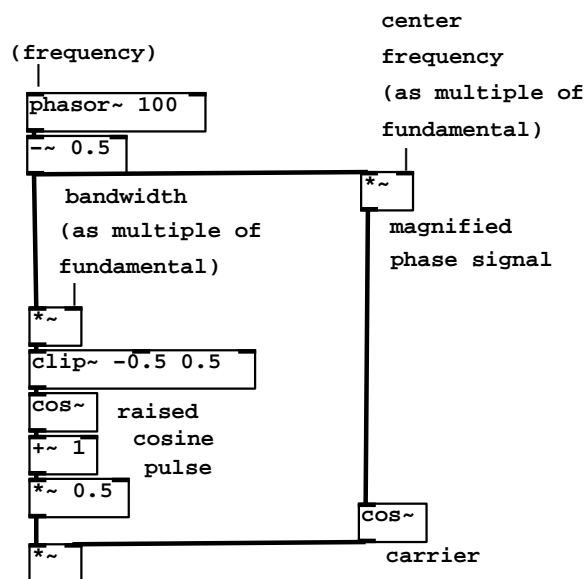 center
(frequency)
frequency
(as multiple of
fundamental)
phasor~ 100
-~ 0.5
*~
bandwidth
(as multiple of
fundamental)
magnified
phase signal
*~
clip~ -0.5 0.5
cos~
raised
cosine
pulse
+~ 1
*~ 0.5
cos~
*~
carrier